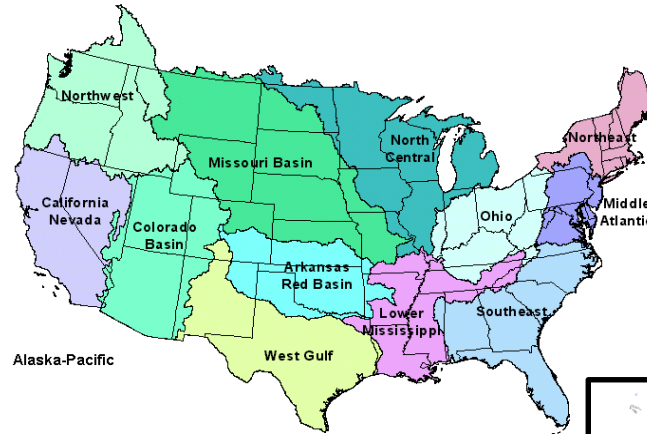 Northwest
Northeast
North
Central
Missouri Basin
California
Nevada
Colorado
Basin
Ohio
Middle
Atlantic
Arkansas
Red Basin
Lower
Mississippi
Southeast
West Gulf
Alaska-Pacific